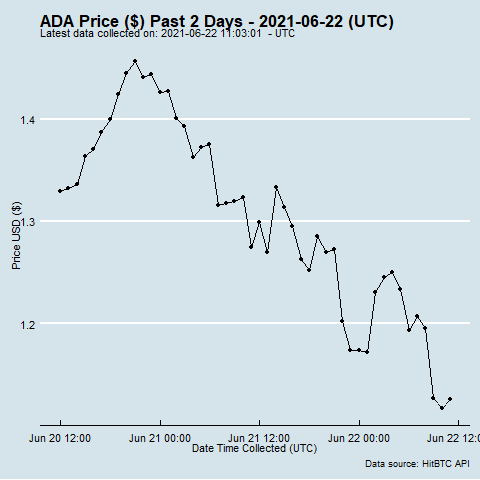 ADA Price ($) Past 2 Days - 2021-06-22 (UTC)
Latest data collected on: 2021-06-22 11:03:01 - UTC
1.4
1.3
1.2
Price USD ($)
Jun 20 12:00 Jun 21 00:00 Jun 21 12:00 Jun 22 00:00 Jun 22 12:
Date Time Collected (UTC)
Data source: HitBTC API